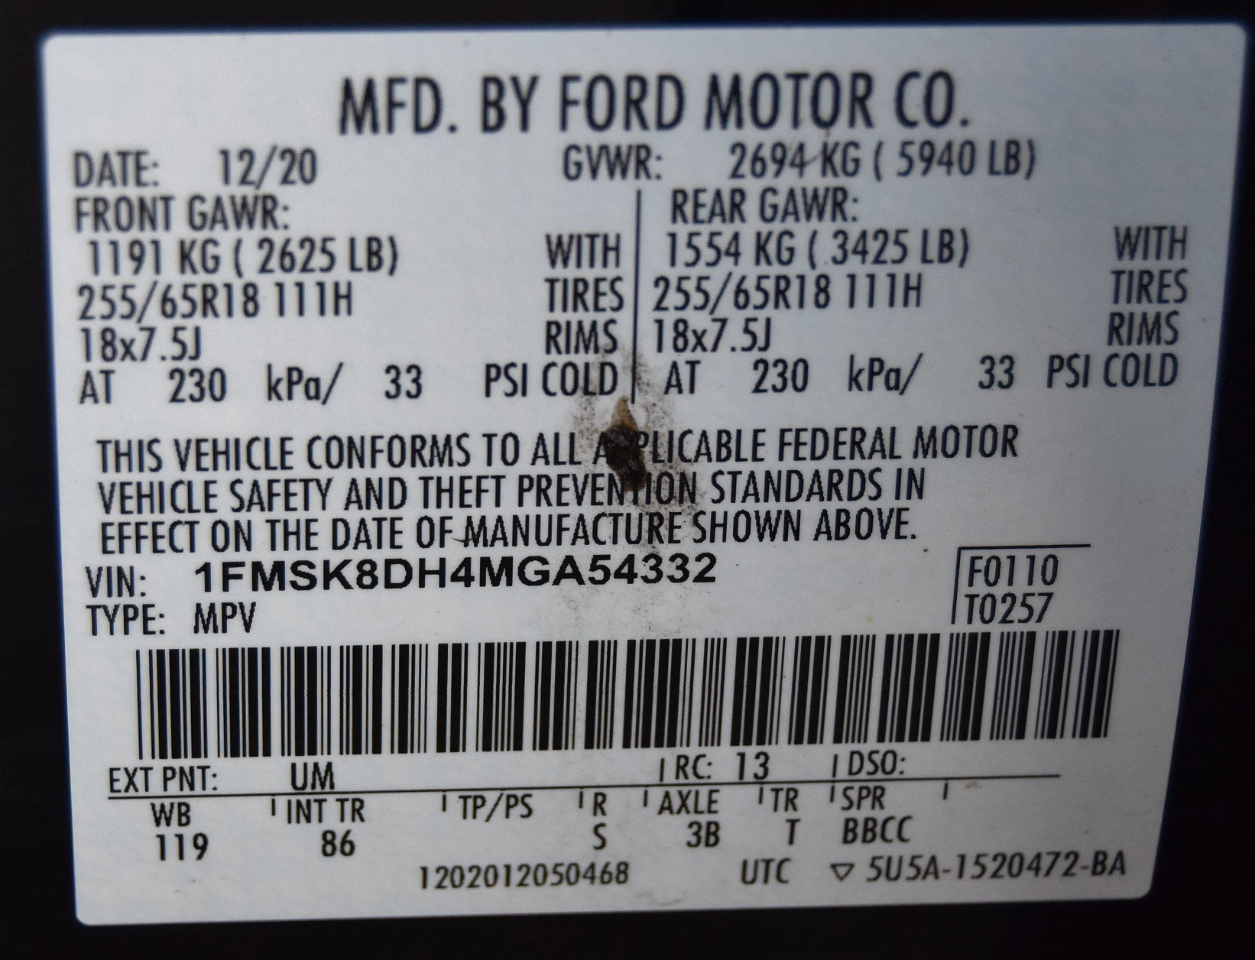 MFD. BY FORD MOTOR CO.
DATE: 12/20 GVWR: 2694 KG ( 5940 LB)
FRONT GAWR: REAR GAWR:
1191 KG ( 2625 LB) WITH 1554 KG ( 3425 LB) WITH
255/65R18 111H TIRES 255/65R18 111H TIRES
18x7.5J RIMS 18x7.5J RIMS
AT 230 kPa/ 33 PSI COLD AT 230 kPa/ 33 PSI COLD
THIS VEHICLE CONFORMS TO ALL APPLICABLE FEDERAL MOTOR
VEHICLE SAFETY AND THEFT PREVENTION STANDARDS IN
EFFECT ON THE DATE OF MANUFACTURE SHOWN ABOVE.
VIN: 1FMSK8DH4MGA54332 F0110
TYPE: MPV T0257
EXT PNT: UM RC: 13 DSO:
WB INT TR TP/PS R AXLE TR SPR
119 86 S 3B T BBCC
1202012050468 UTC ▽ 5U5A-1520472-BA